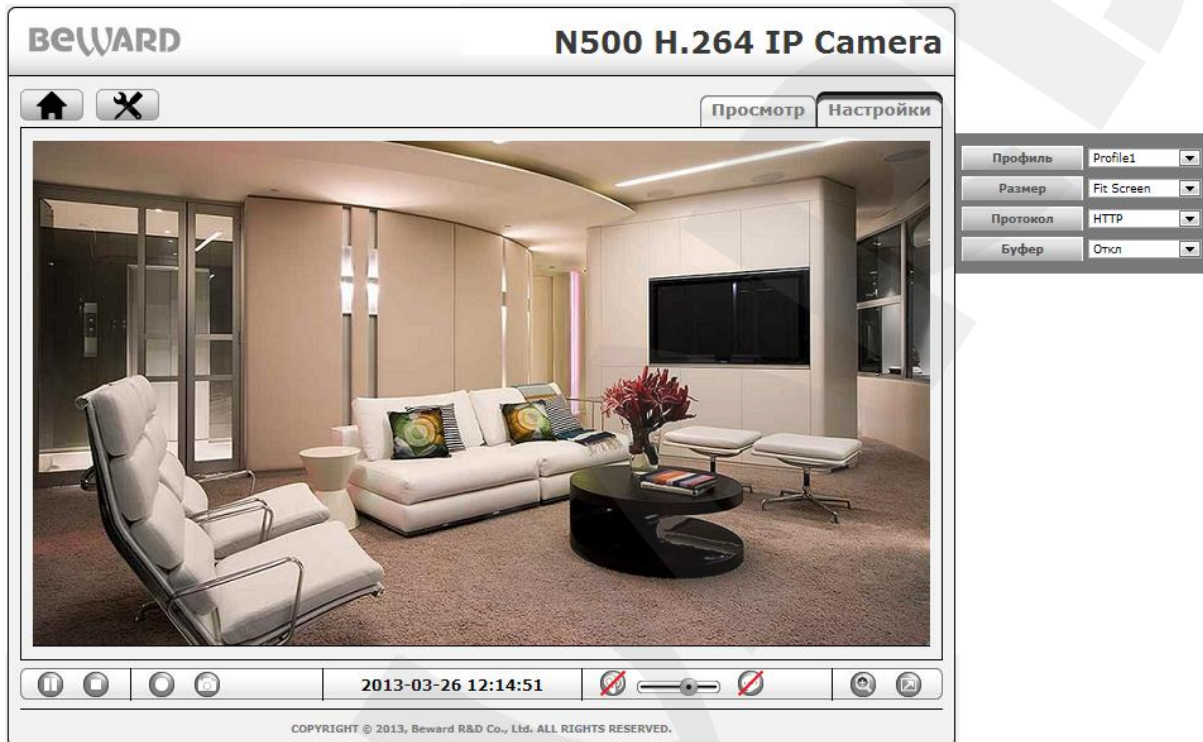 BEWARD
N500 H.264 IP Camera
Просмотр
Настройки
Профиль
Profile1
Размер
Fit Screen
Протокол
HTTP
Буфер
Откл
2013-03-26 12:14:51
COPYRIGHT © 2013, Beward R&D Co., Ltd. ALL RIGHTS RESERVED.